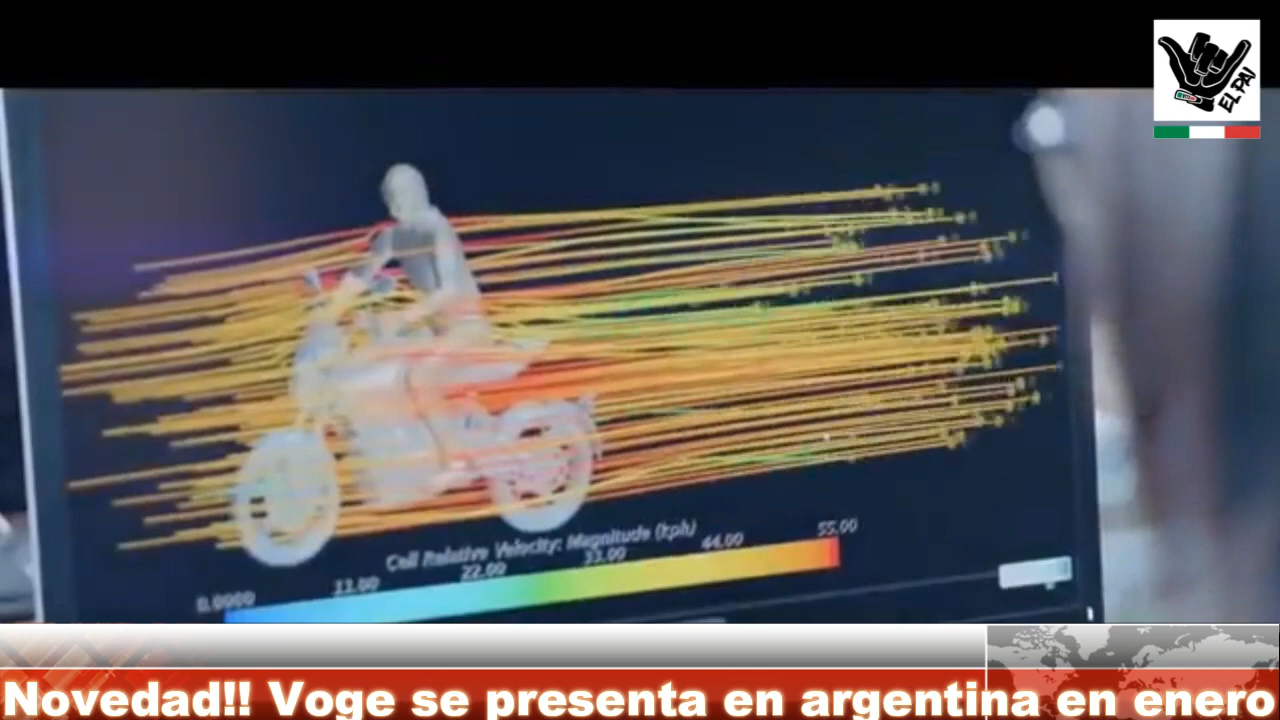 EL PAI
Cell Relative Velocity: Magnitude (kph)
0.0000 11.00 22.00 33.00 44.00 55.00
Novedad!! Voge se presenta en argentina en enero